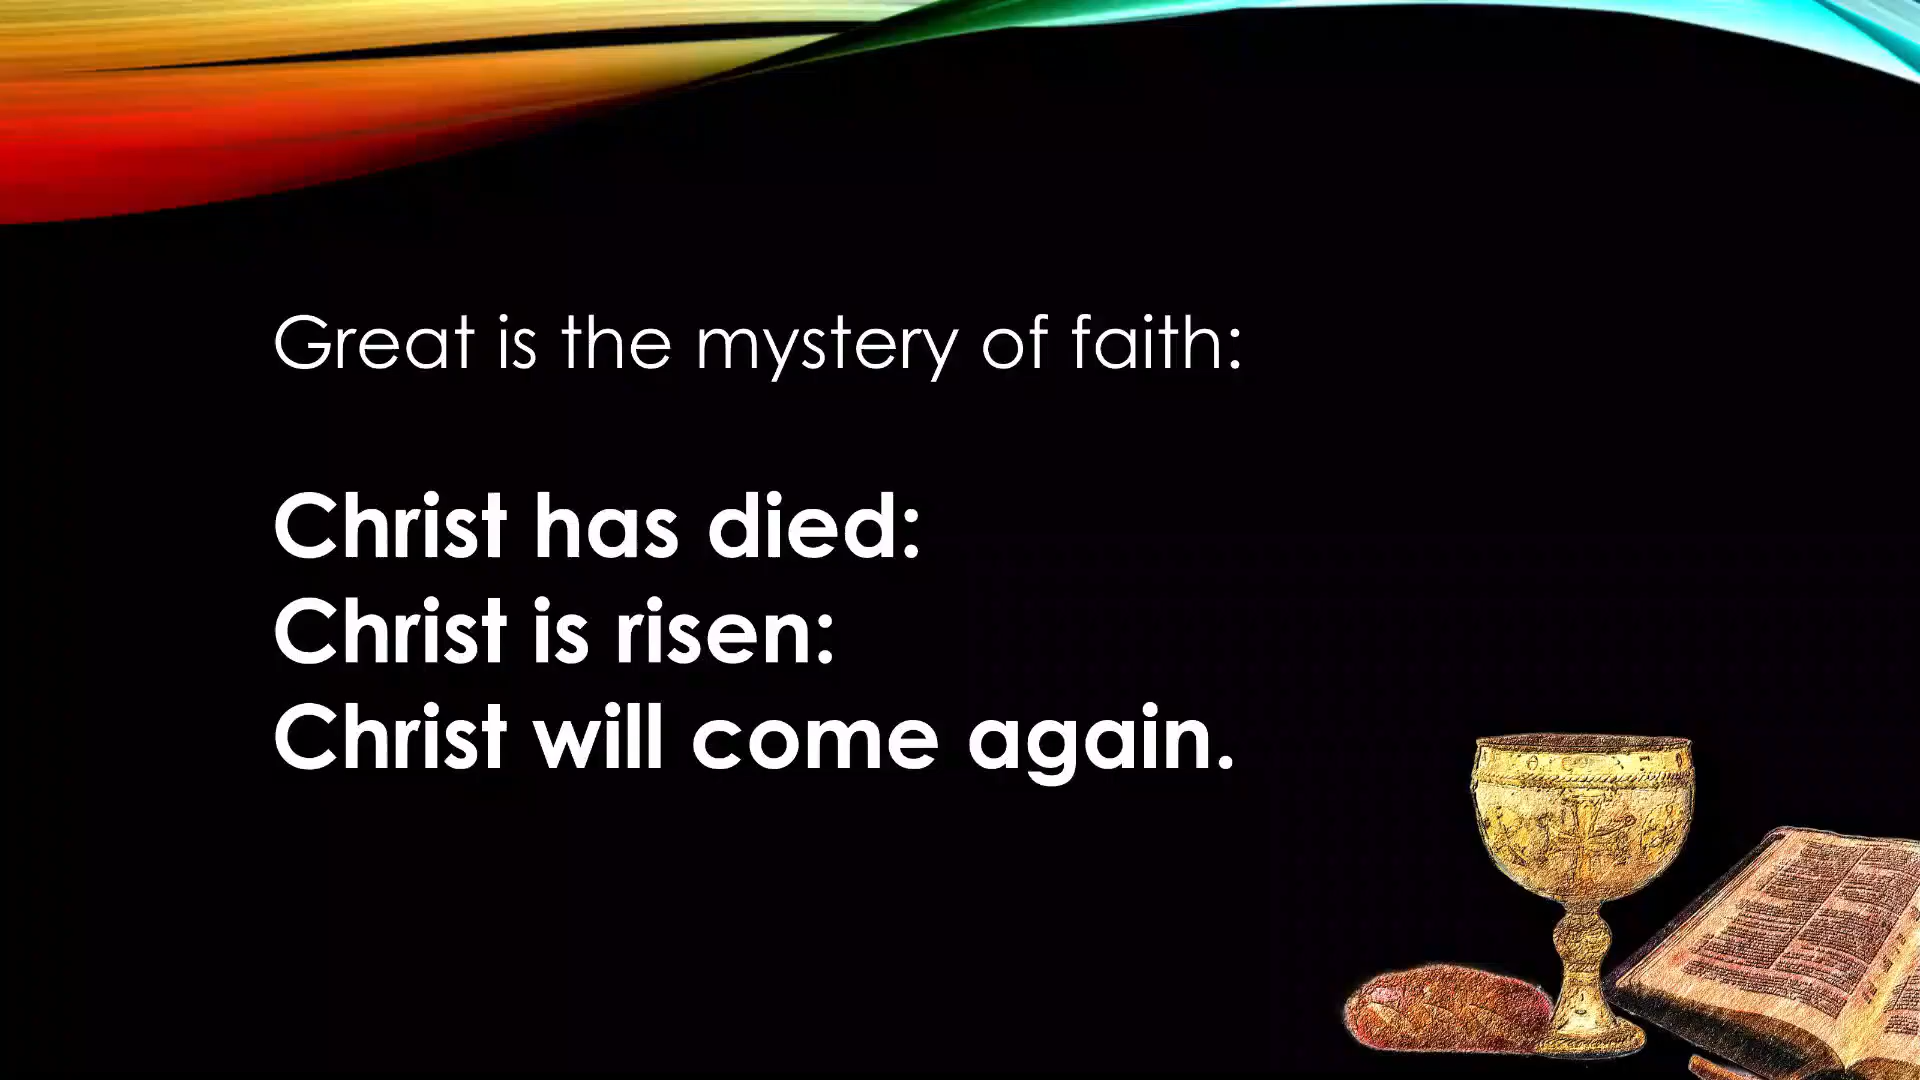 Great is the mystery of faith:
Christ has died:
Christ is risen:
Christ will come again.